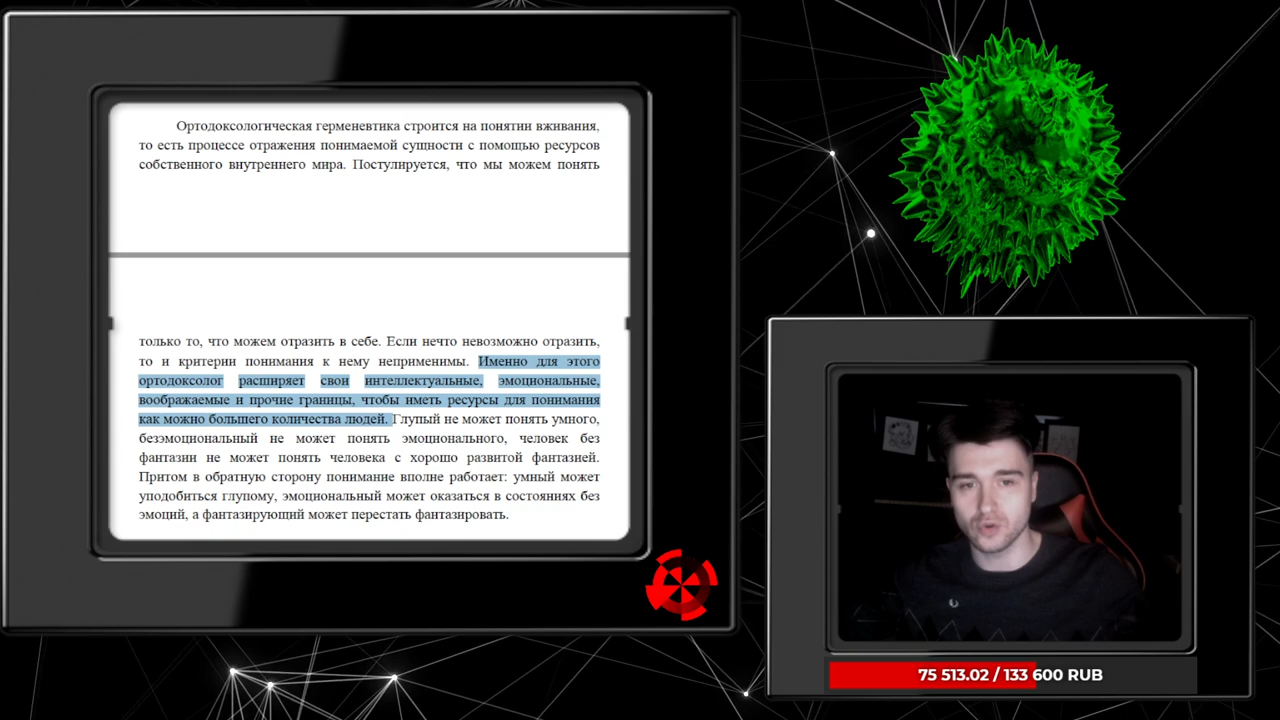 Ортодоксологическая герменевтика строится на понятии вживания,
то есть процессе отражения понимаемой сущности с помощью ресурсов
собственного внутреннего мира. Постулируется, что мы можем понять
только то, что можем отразить в себе. Если нечто невозможно отразить,
то и критерии понимания к нему неприменимы. Именно для этого
ортодоксолог расширяет свои интеллектуальные, эмоциональные,
воображаемые и прочие границы, чтобы иметь ресурсы для понимания
как можно большего количества людей. Глупый не может понять умного,
безэмоциональный не может понять эмоционального, человек без
фантазии не может понять человека с хорошо развитой фантазией.
Притом в обратную сторону понимание вполне работает: умный может
уподобиться глупому, эмоциональный может оказаться в состояниях без
эмоций, а фантазирующий может перестать фантазировать.
75 513.02 / 133 600 RUB